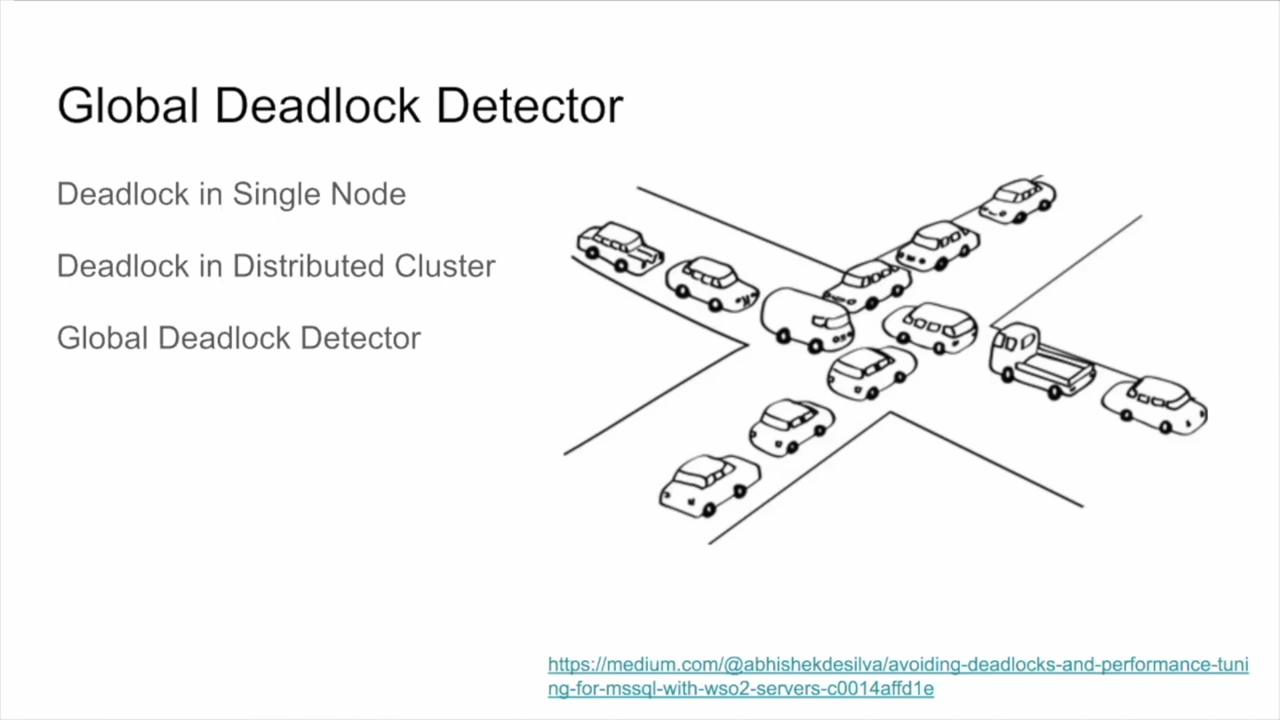 Global Deadlock Detector
Deadlock in Single Node
Deadlock in Distributed Cluster
Global Deadlock Detector
https://medium.com/@abhishekdesilva/avoiding-deadlocks-and-performance-tuni
ng-for-mssql-with-wso2-servers-c0014affd1e